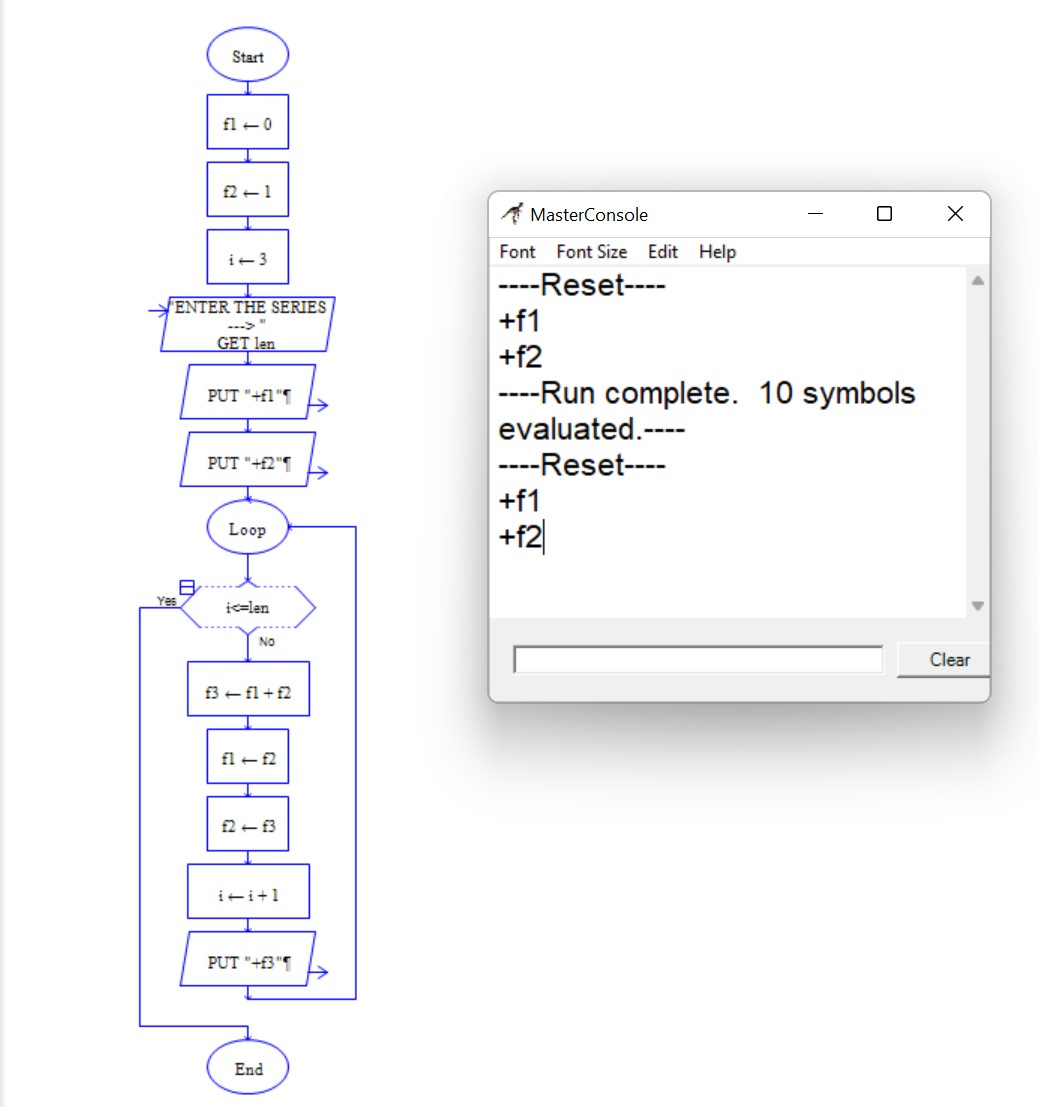 Start
f1 ← 0
f2 ← 1
i ← 3
"ENTER THE SERIES
---> "
GET len
PUT "+f1"¶
PUT "+f2"¶
Loop
Yes
i<=len
No
f3 ← f1 + f2
f1 ← f2
f2 ← f3
i ← i + 1
PUT "+f3"¶
End
MasterConsole
Font Font Size Edit Help
----Reset----
+f1
+f2
----Run complete.  10 symbols
evaluated.----
----Reset----
+f1
+f2
Clear